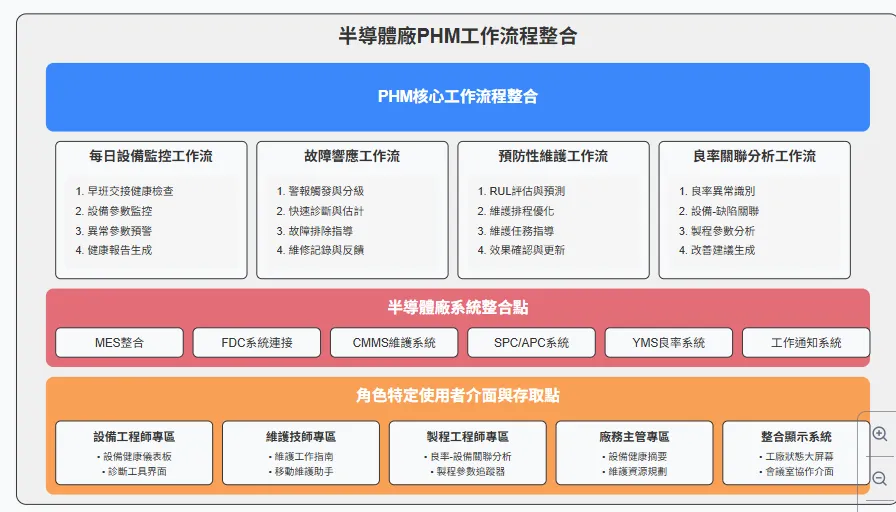 半導體廠PHM工作流程整合
PHM核心工作流程整合
每日設備監控工作流
1. 早班交接健康檢查
2. 設備參數監控
3. 異常參數預警
4. 健康報告生成
故障響應工作流
1. 警報觸發與分級
2. 快速診斷與估計
3. 故障排除指導
4. 維修記錄與反饋
預防性維護工作流
1. RUL評估與預測
2. 維護排程優化
3. 維護任務指導
4. 效果確認與更新
良率關聯分析工作流
1. 良率異常識別
2. 設備-缺陷關聯
3. 製程參數分析
4. 改善建議生成
半導體廠系統整合點
MES整合
FDC系統連接
CMMS維護系統
SPC/APC系統
YMS良率系統
工作通知系統
角色特定使用者介面與存取點
設備工程師專區
• 設備健康儀表板
• 診斷工具界面
維護技師專區
• 維護工作指南
• 移動維護助手
製程工程師專區
• 良率-設備關聯分析
• 製程參數追蹤器
廠務主管專區
• 設備健康摘要
• 維護資源規劃
整合顯示系統
• 工廠狀態大屏幕
• 會議室協作介面